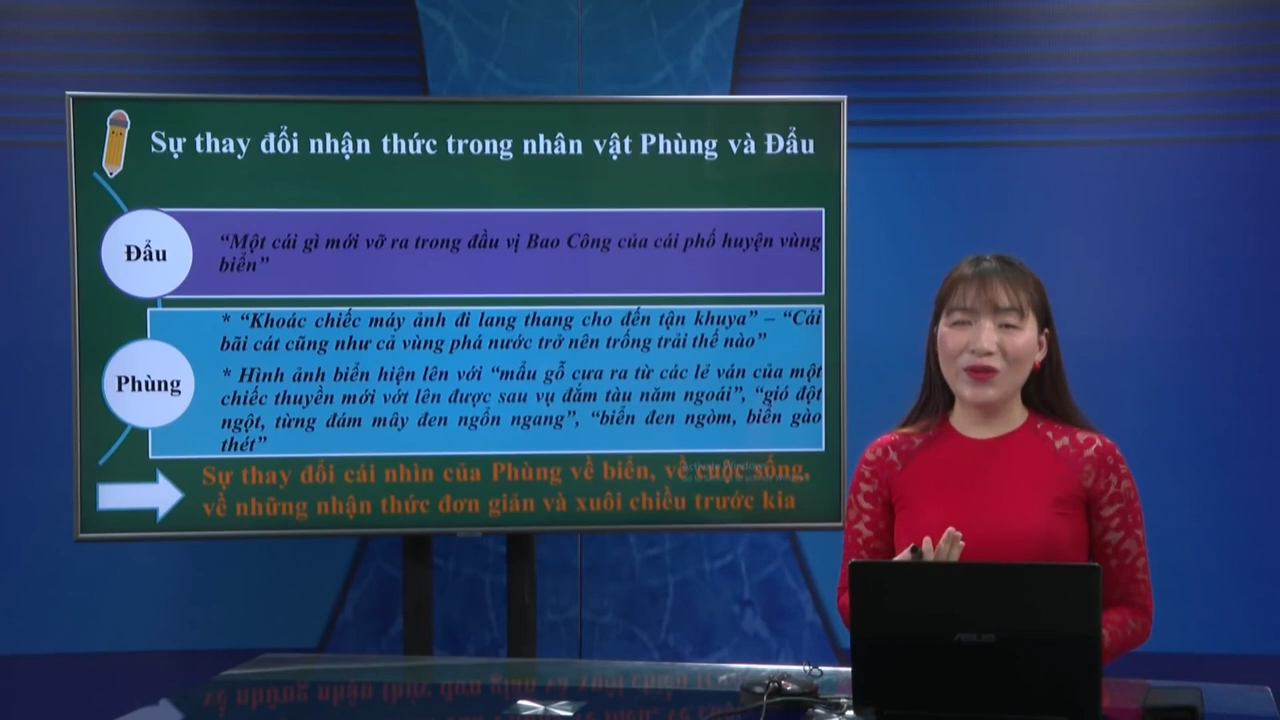 Sự thay đổi nhận thức trong nhân vật Phùng và Đẩu
Đẩu
“Một cái gì mới vỡ ra trong đầu vị Bao Công của cái phố huyện vùng
biển”
Phùng
* “Khoác chiếc máy ảnh đi lang thang cho đến tận khuya” – “Cái
bãi cát cũng như cả vùng phá nước trở nên trống trải thế nào”
* Hình ảnh biển hiện lên với “mẩu gỗ cưa ra từ các lẻ ván của một
chiếc thuyền mới vớt lên được sau vụ đắm tàu năm ngoái”, “gió đột
ngột, từng đám mây đen ngổn ngang”, “biển đen ngòm, biển gào
thét”
Sự thay đổi cái nhìn của Phùng về biển, về cuộc sống,
về những nhận thức đơn giản và xuôi chiều trước kia
Activate Windows
ASUS